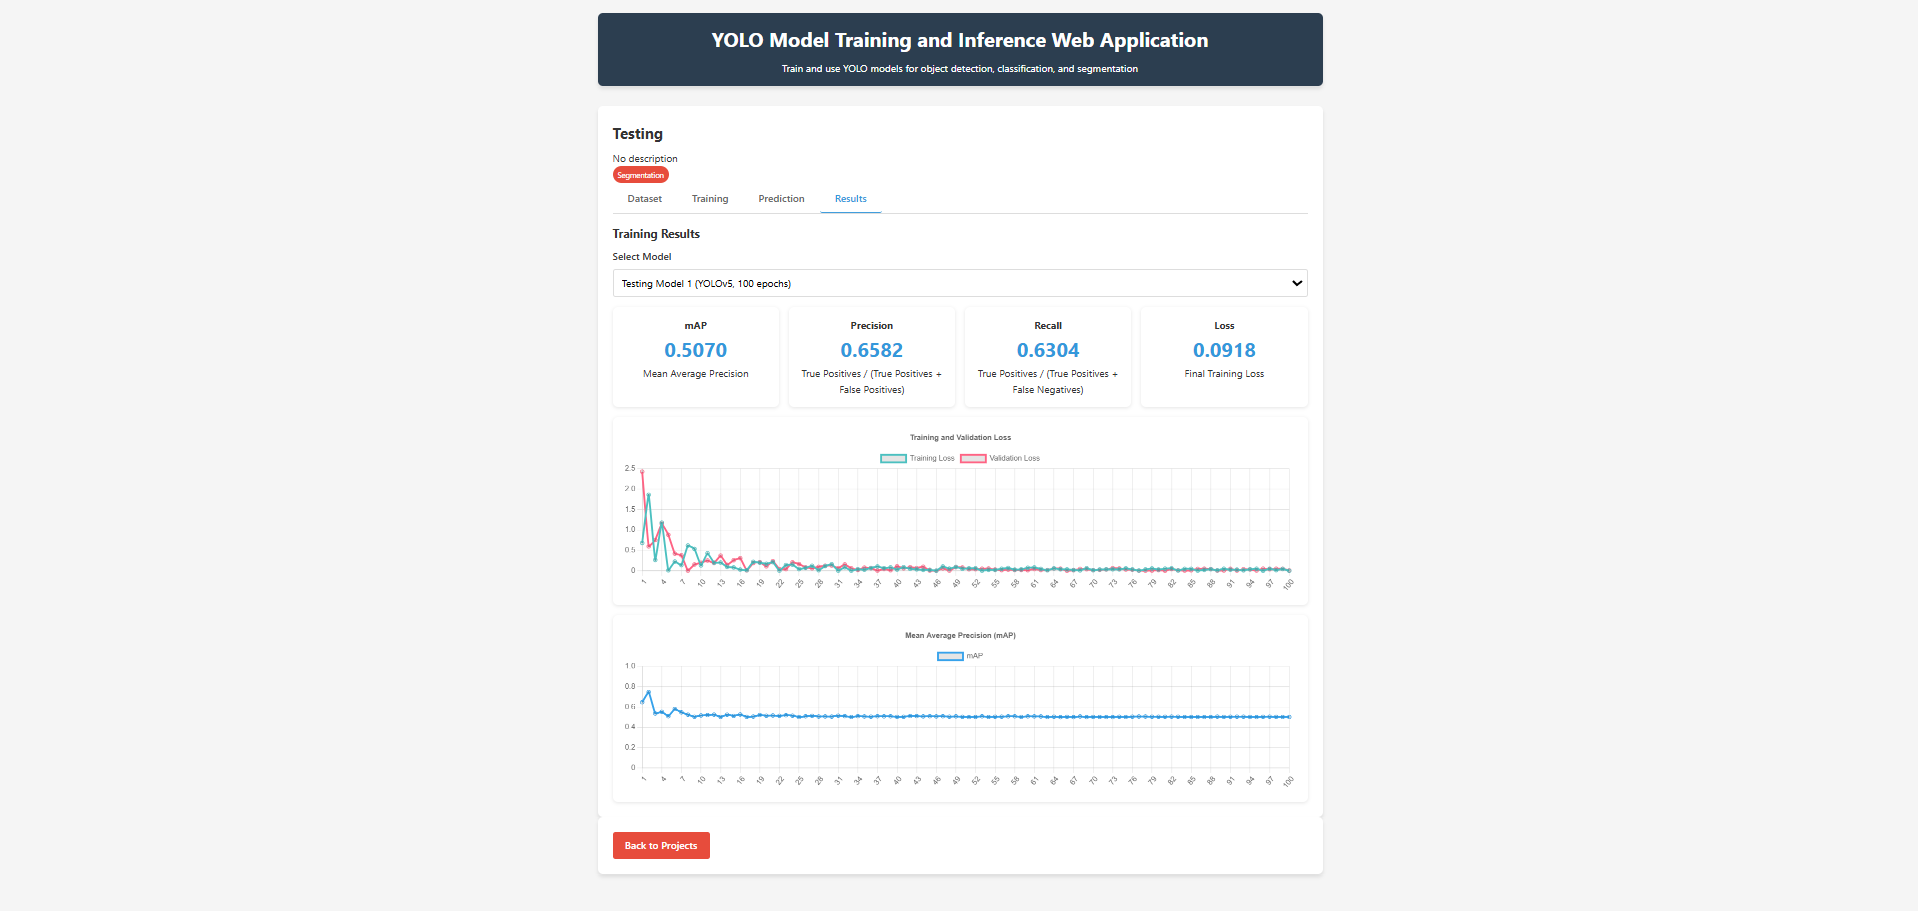 YOLO Model Training and Inference Web Application
Train and use YOLO models for object detection, classification, and segmentation
Testing
No description
Segmentation
Dataset Training Prediction Results
Training Results
Select Model
Testing Model 1 (YOLOv5, 100 epochs)
mAP
0.5070
Mean Average Precision
Precision
0.6582
True Positives / (True Positives +
False Positives)
Recall
0.6304
True Positives / (True Positives +
False Negatives)
Loss
0.0918
Final Training Loss
Training and Validation Loss
Training Loss Validation Loss
2.5
2.0
1.5
1.0
0.5
0
1 4 7 10 13 16 19 22 25 28 31 34 37 40 43 46 49 52 55 58 61 64 67 70 73 76 79 82 85 88 91 94 97 100
Mean Average Precision (mAP)
mAP
1.0
0.8
0.6
0.4
0.2
0
1 4 7 10 13 16 19 22 25 28 31 34 37 40 43 46 49 52 55 58 61 64 67 70 73 76 79 82 85 88 91 94 97 100
Back to Projects